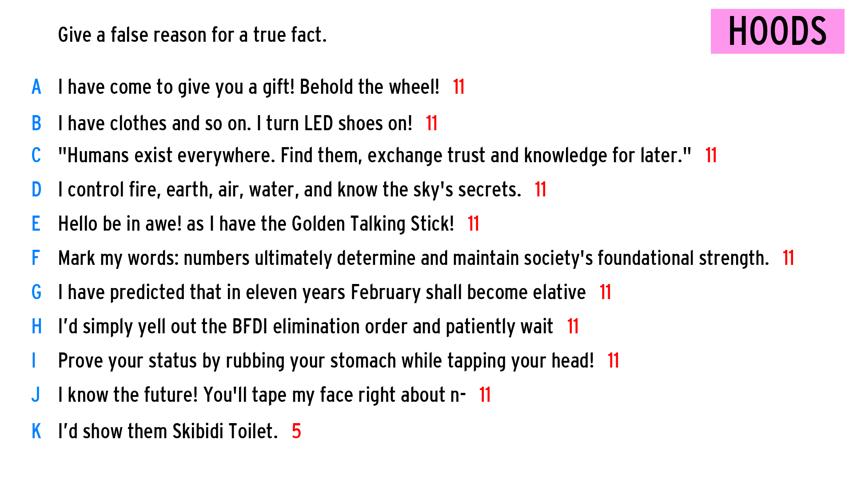 Give a false reason for a true fact.
HOODS
A I have come to give you a gift! Behold the wheel! 11
B I have clothes and so on. I turn LED shoes on! 11
C "Humans exist everywhere. Find them, exchange trust and knowledge for later." 11
D I control fire, earth, air, water, and know the sky's secrets. 11
E Hello be in awe! as I have the Golden Talking Stick! 11
F Mark my words: numbers ultimately determine and maintain society's foundational strength. 11
G I have predicted that in eleven years February shall become elative 11
H I'd simply yell out the BFDI elimination order and patiently wait 11
I Prove your status by rubbing your stomach while tapping your head! 11
J I know the future! You'll tape my face right about n- 11
K I'd show them Skibidi Toilet. 5